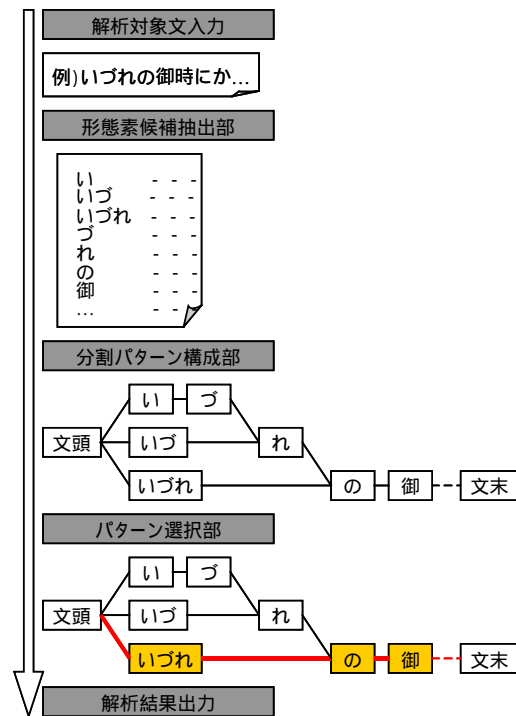 解析対象文入力
例)いづれの御時にか…
形態素候補抽出部
い - - -
いづ - - -
いづれ - - -
づ - - -
れ - - -
の - - -
御 - - -
… - - -
分割パターン構成部
い づ
文頭 いづ れ
いづれ の 御 文末
パターン選択部
い づ
文頭 いづ れ
いづれ の 御 文末
解析結果出力